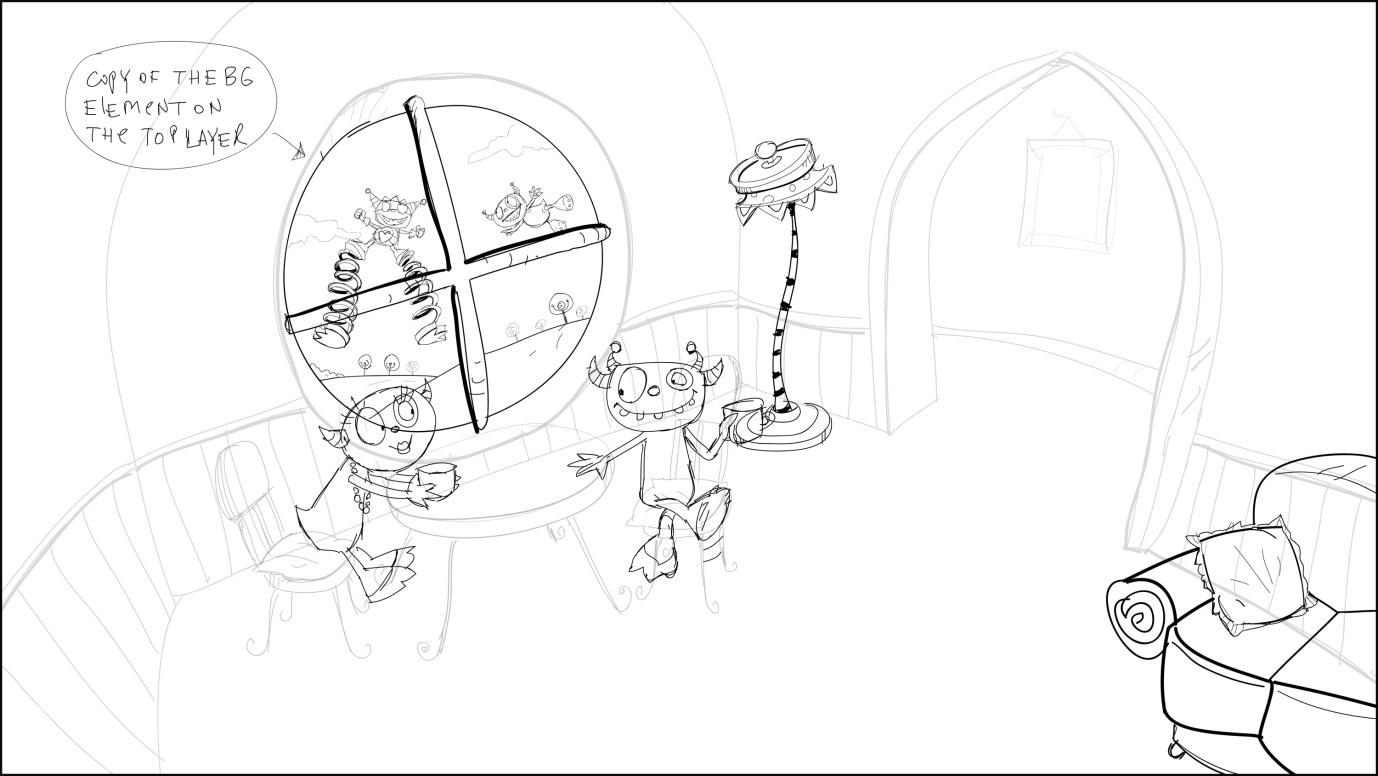 COPY OF THE BG
ElEMENT ON
THe TOP LAYER